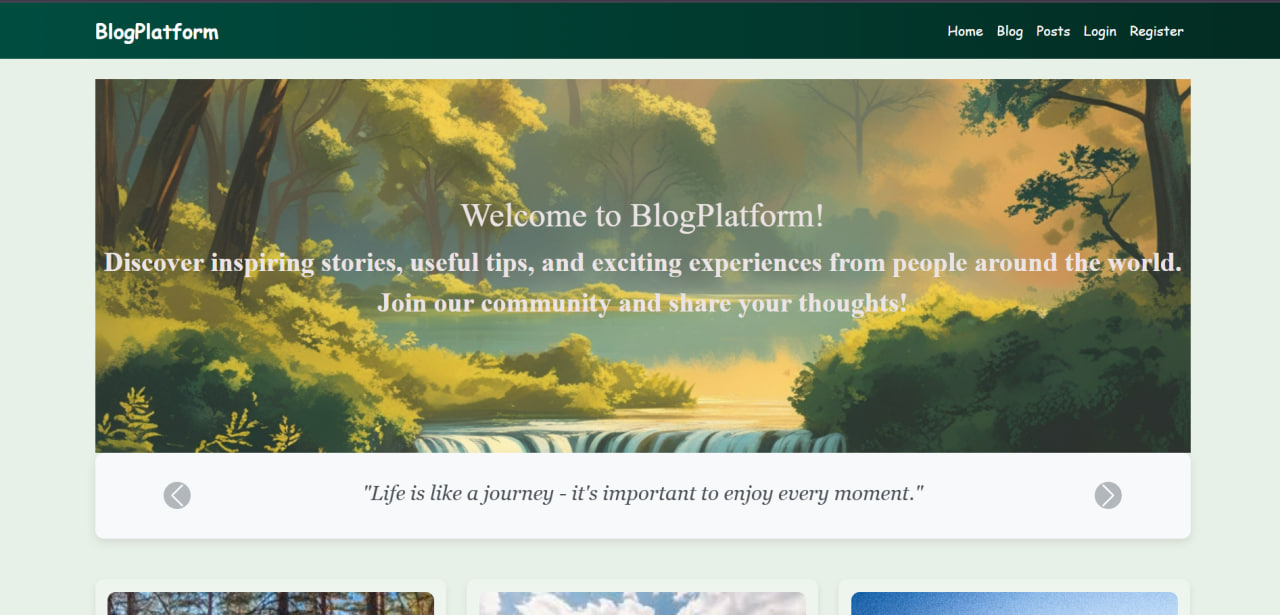 BlogPlatform
Home Blog Posts Login Register
Welcome to BlogPlatform!
Discover inspiring stories, useful tips, and exciting experiences from people around the world.
Join our community and share your thoughts!
"Life is like a journey - it's important to enjoy every moment."